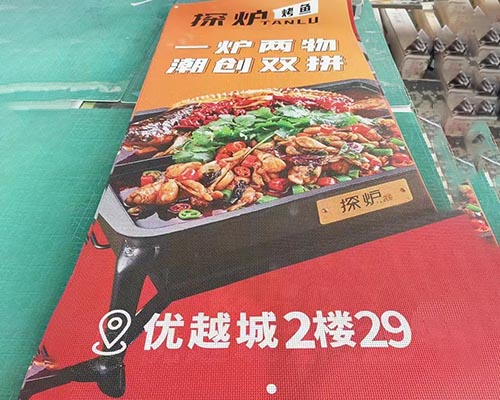 探炉 烤鱼
TANLU
一炉两物
潮创双拼
探炉
优越城2楼29